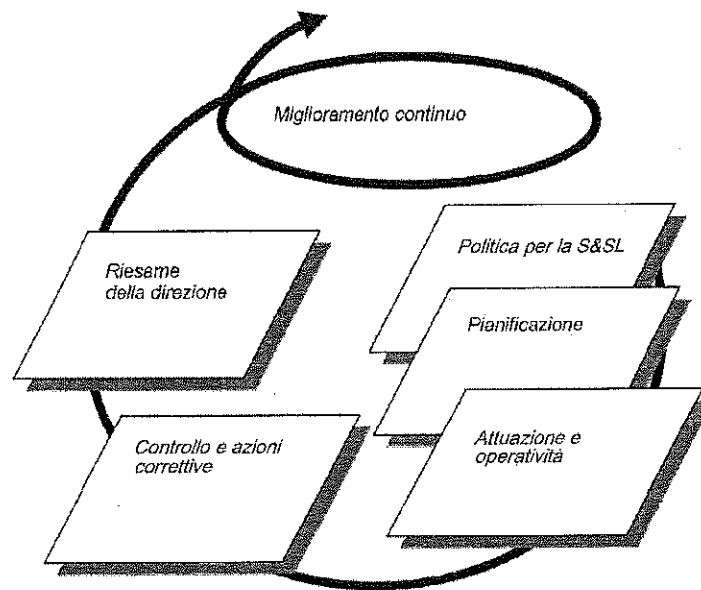 Miglioramento continuo
Politica per la S&SL
Pianificazione
Attuazione e
operatività
Controllo e azioni
correttive
Riesame
della direzione